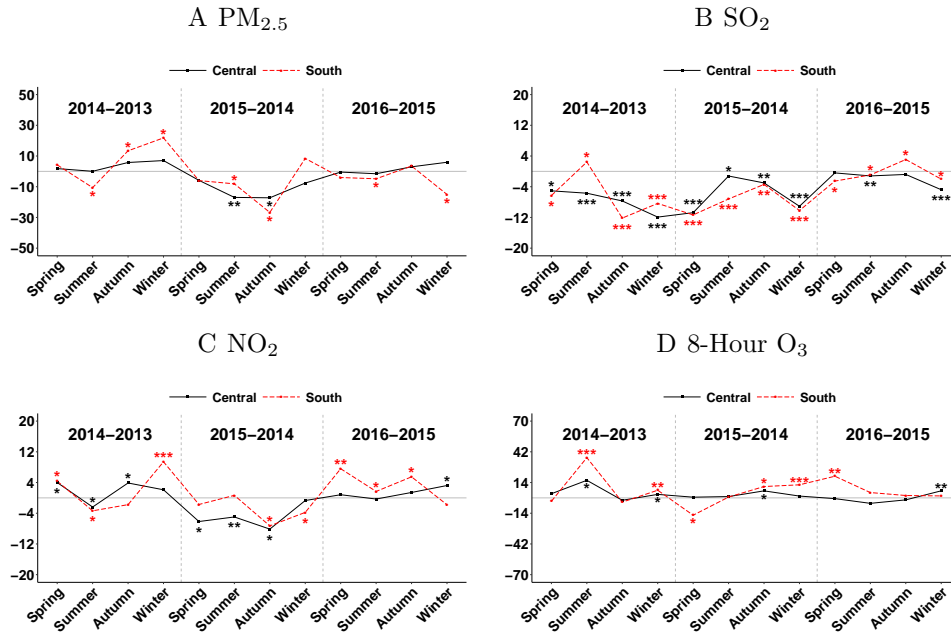 A PM2.5
Central South
50
30
10
−10
−30
−50
2014−2013 2015−2014 2016−2015
* * * * * ** * * * *
Spring Summer Autumn Winter Spring Summer Autumn Winter Spring Summer Autumn Winter
B SO2
Central South
20
12
4
−4
−12
−20
2014−2013 2015−2014 2016−2015
* * * *** *** *** *** *** *** *** * *** ** ** *** *** * * ** * * ***
Spring Summer Autumn Winter Spring Summer Autumn Winter Spring Summer Autumn Winter
C NO2
Central South
20
12
4
−4
−12
−20
2014−2013 2015−2014 2016−2015
* * * * * *** * ** * * * ** * * *
Spring Summer Autumn Winter Spring Summer Autumn Winter Spring Summer Autumn Winter
D 8-Hour O3
Central South
70
42
14
−14
−42
−70
2014−2013 2015−2014 2016−2015
*** * ** * * * * *** ** **
Spring Summer Autumn Winter Spring Summer Autumn Winter Spring Summer Autumn Winter